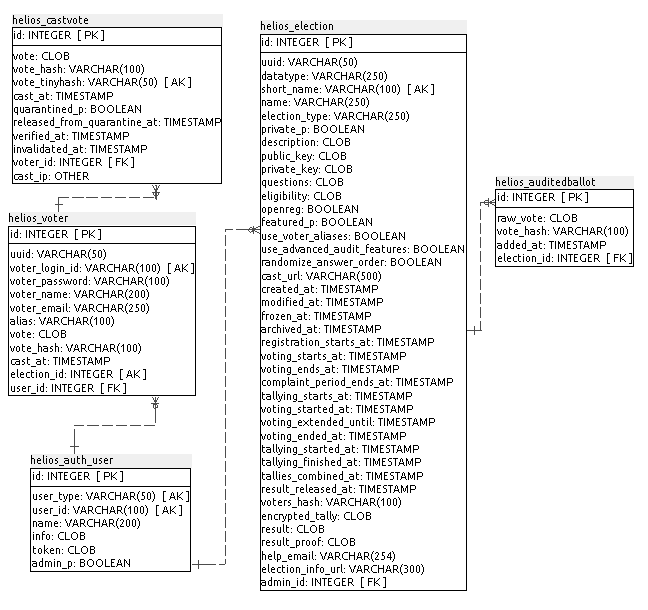 helios_castvote
id: INTEGER [ PK ]
vote: CLOB
vote_hash: VARCHAR(100)
vote_tinyhash: VARCHAR(50) [ AK ]
cast_at: TIMESTAMP
quarantined_p: BOOLEAN
released_from_quarantine_at: TIMESTAMP
verified_at: TIMESTAMP
invalidated_at: TIMESTAMP
voter_id: INTEGER [ FK ]
cast_ip: OTHER
helios_voter
id: INTEGER [ PK ]
uuid: VARCHAR(50)
voter_login_id: VARCHAR(100) [ AK ]
voter_password: VARCHAR(100)
voter_name: VARCHAR(200)
voter_email: VARCHAR(250)
alias: VARCHAR(100)
vote: CLOB
vote_hash: VARCHAR(100)
cast_at: TIMESTAMP
election_id: INTEGER [ AK ]
user_id: INTEGER [ FK ]
helios_auth_user
id: INTEGER [ PK ]
user_type: VARCHAR(50) [ AK ]
user_id: VARCHAR(100) [ AK ]
name: VARCHAR(200)
info: CLOB
token: CLOB
admin_p: BOOLEAN
helios_election
id: INTEGER [ PK ]
uuid: VARCHAR(50)
datatype: VARCHAR(250)
short_name: VARCHAR(100) [ AK ]
name: VARCHAR(250)
election_type: VARCHAR(250)
private_p: BOOLEAN
description: CLOB
public_key: CLOB
private_key: CLOB
questions: CLOB
eligibility: CLOB
openreg: BOOLEAN
featured_p: BOOLEAN
use_voter_aliases: BOOLEAN
use_advanced_audit_features: BOOLEAN
randomize_answer_order: BOOLEAN
cast_url: VARCHAR(500)
created_at: TIMESTAMP
modified_at: TIMESTAMP
frozen_at: TIMESTAMP
archived_at: TIMESTAMP
registration_starts_at: TIMESTAMP
voting_starts_at: TIMESTAMP
voting_ends_at: TIMESTAMP
complaint_period_ends_at: TIMESTAMP
tallying_starts_at: TIMESTAMP
voting_started_at: TIMESTAMP
voting_extended_until: TIMESTAMP
voting_ended_at: TIMESTAMP
tallying_started_at: TIMESTAMP
tallying_finished_at: TIMESTAMP
tallies_combined_at: TIMESTAMP
result_released_at: TIMESTAMP
voters_hash: VARCHAR(100)
encrypted_tally: CLOB
result: CLOB
result_proof: CLOB
help_email: VARCHAR(254)
election_info_url: VARCHAR(300)
admin_id: INTEGER [ FK ]
helios_auditedballot
id: INTEGER [ PK ]
raw_vote: CLOB
vote_hash: VARCHAR(100)
added_at: TIMESTAMP
election_id: INTEGER [ FK ]